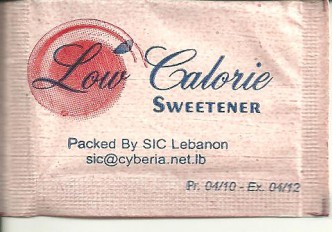 Low Calorie
SWEETENER
Packed By SIC Lebanon
sic@cyberia.net.lb
Pr. 04/10 - Ex. 04/12